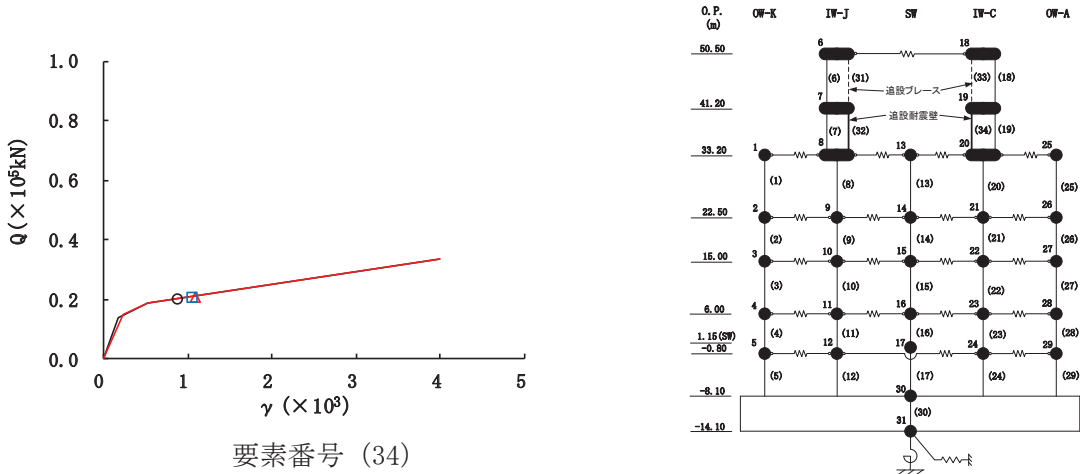 1.0
0.8
0.6
0.4
0.2
0.0
Q(×10⁵kN)
0 1 2 3 4 5
γ (×10³)
要素番号 (34)
O.P. (m) OW-K IW-J SW IW-C OW-A
50.50
41.20
33.20
22.50
15.00
6.00
1.15(SW)
-0.80
-8.10
-14.10
6 18
(6) (31) (33) (18)
追設ブレース
7 19
追設耐震壁
(7) (32) (34) (19)
1 8 13 20 25
(1) (8) (13) (20) (25)
2 9 14 21 26
(2) (9) (14) (21) (26)
3 10 15 22 27
(3) (10) (15) (22) (27)
4 11 16 23 28
(4) (11) (16) (23) (28)
5 12 17 24 29
(5) (12) (17) (24) (29)
30
(30)
31